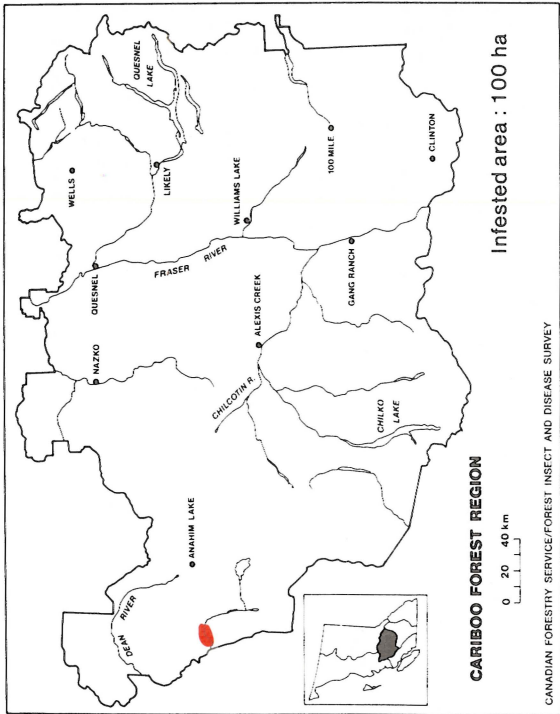 QUESNEL
LAKE
WELLS
LIKELY
QUESNEL
NAZKO
FRASER RIVER
WILLIAMS LAKE
100 MILE
CLINTON
GANG RANCH
ALEXIS CREEK
CHILCOTIN R.
CHILKO
LAKE
ANAHIM LAKE
DEAN RIVER
Infested area : 100 ha
CARIBOO FOREST REGION
0 20 40 km
CANADIAN FORESTRY SERVICE/FOREST INSECT AND DISEASE SURVEY